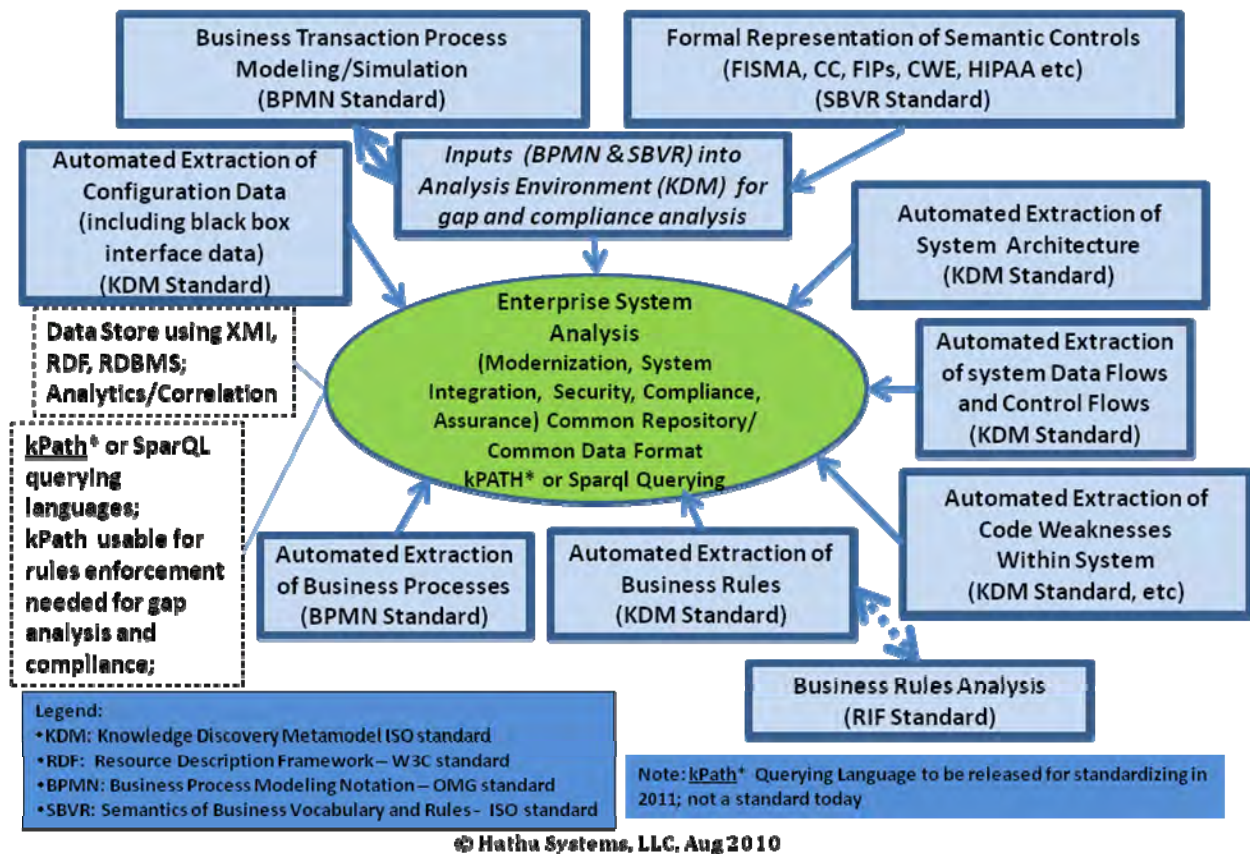 Business Transaction Process
Modeling/Simulation
(BPMN Standard)
Formal Representation of Semantic Controls
(FISMA, CC, FIPs, CWE, HIPAA etc)
(SBVR Standard)
Automated Extraction of
Configuration Data
(including black box
interface data)
(KDM Standard)
Inputs (BPMN & SBVR) into
Analysis Environment (KDM) for
gap and compliance analysis
Automated Extraction of
System Architecture
(KDM Standard)
Data Store using XMI,
RDF, RDBMS;
Analytics/Correlation
Enterprise System
Analysis
(Modernization, System
Integration, Security, Compliance,
Assurance) Common Repository/
Common Data Format
kPATH* or Sparql Querying
Automated Extraction
of system Data Flows
and Control Flows
(KDM Standard)
kPath* or SparQL
querying
languages;
kPath usable for
rules enforcement
needed for gap
analysis and
compliance;
Automated Extraction
of Business Processes
(BPMN Standard)
Automated Extraction of
Business Rules
(KDM Standard)
Automated Extraction of
Code Weaknesses
Within System
(KDM Standard, etc)
Business Rules Analysis
(RIF Standard)
Legend:
•KDM: Knowledge Discovery Metamodel ISO standard
•RDF: Resource Description Framework – W3C standard
•BPMN: Business Process Modeling Notation – OMG standard
•SBVR: Semantics of Business Vocabulary and Rules - ISO standard
Note: kPath* Querying Language to be released for standardizing in
2011; not a standard today
© Hatha Systems, LLC, Aug 2010